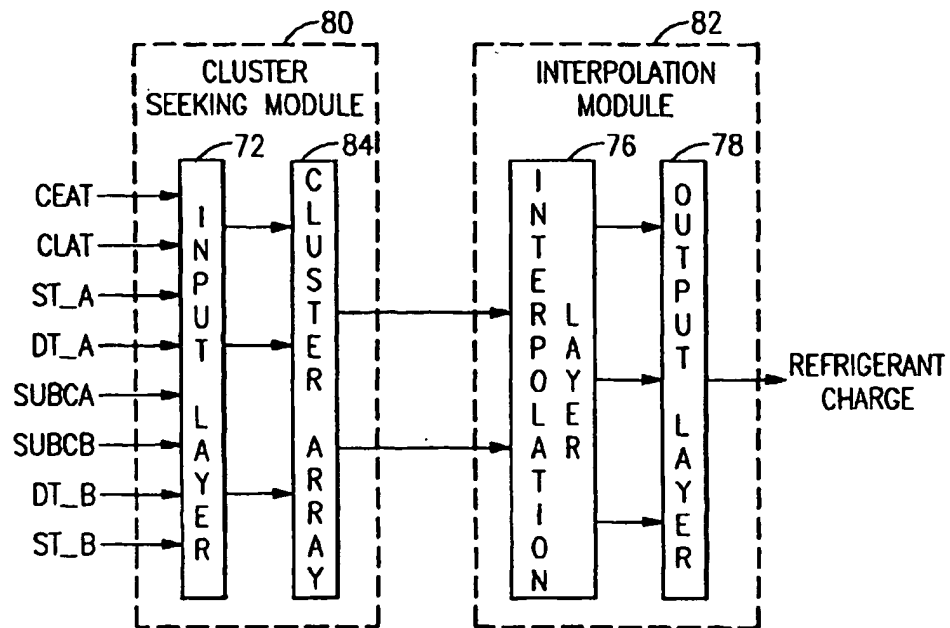 80
82
CLUSTER
SEEKING MODULE
INTERPOLATION
MODULE
72
84
76
78
CEAT
CLAT
ST_A
DT_A
SUBCA
SUBCB
DT_B
ST_B
INPUT LAYER
CLUSTER ARRAY
INTERPOLATION
LAYER
OUTPUT LAYER
REFRIGERANT
CHARGE